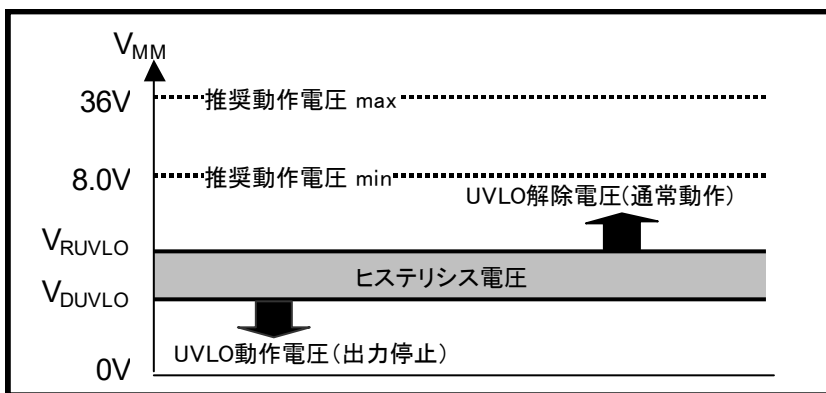 VMM
36V 推奨動作電圧 max
8.0V 推奨動作電圧 min
UVLO解除電圧(通常動作)
VRUVLO
ヒステリシス電圧
VDUVLO
UVLO動作電圧(出力停止)
0V